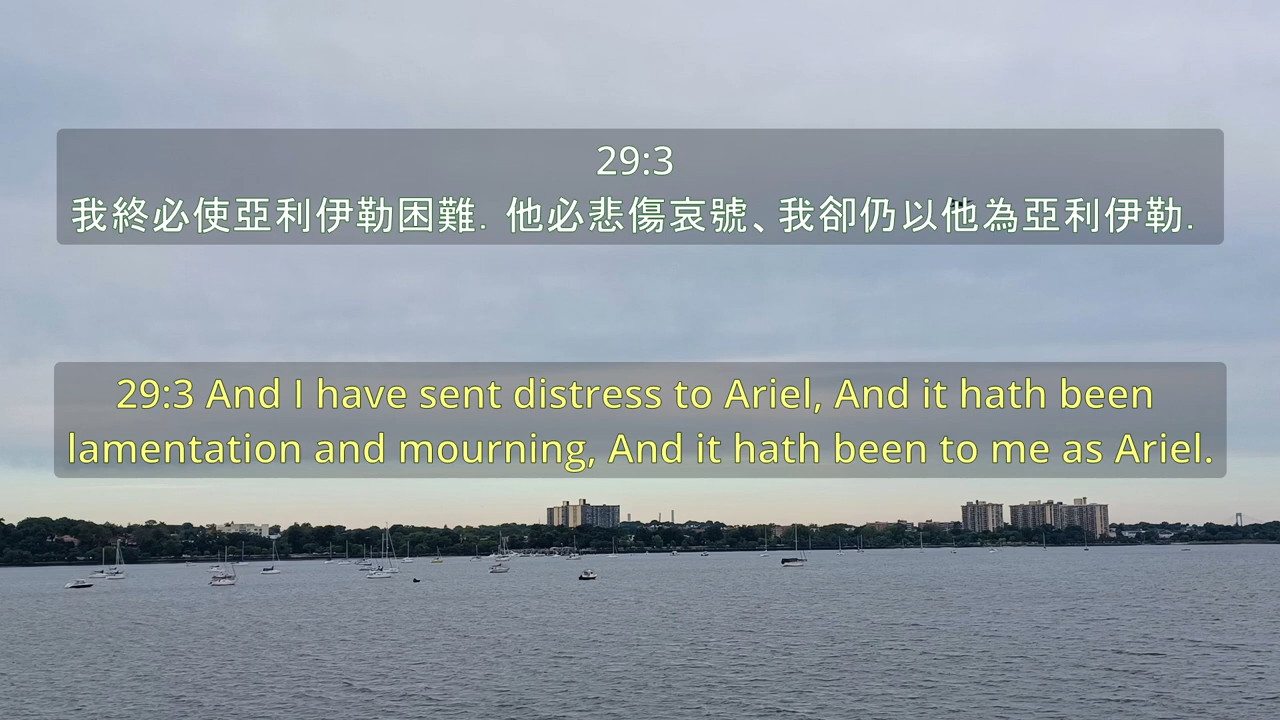 29:3
我終必使亞利伊勒困難. 他必悲傷哀號、我卻仍以他為亞利伊勒.
29:3 And I have sent distress to Ariel, And it hath been
lamentation and mourning, And it hath been to me as Ariel.